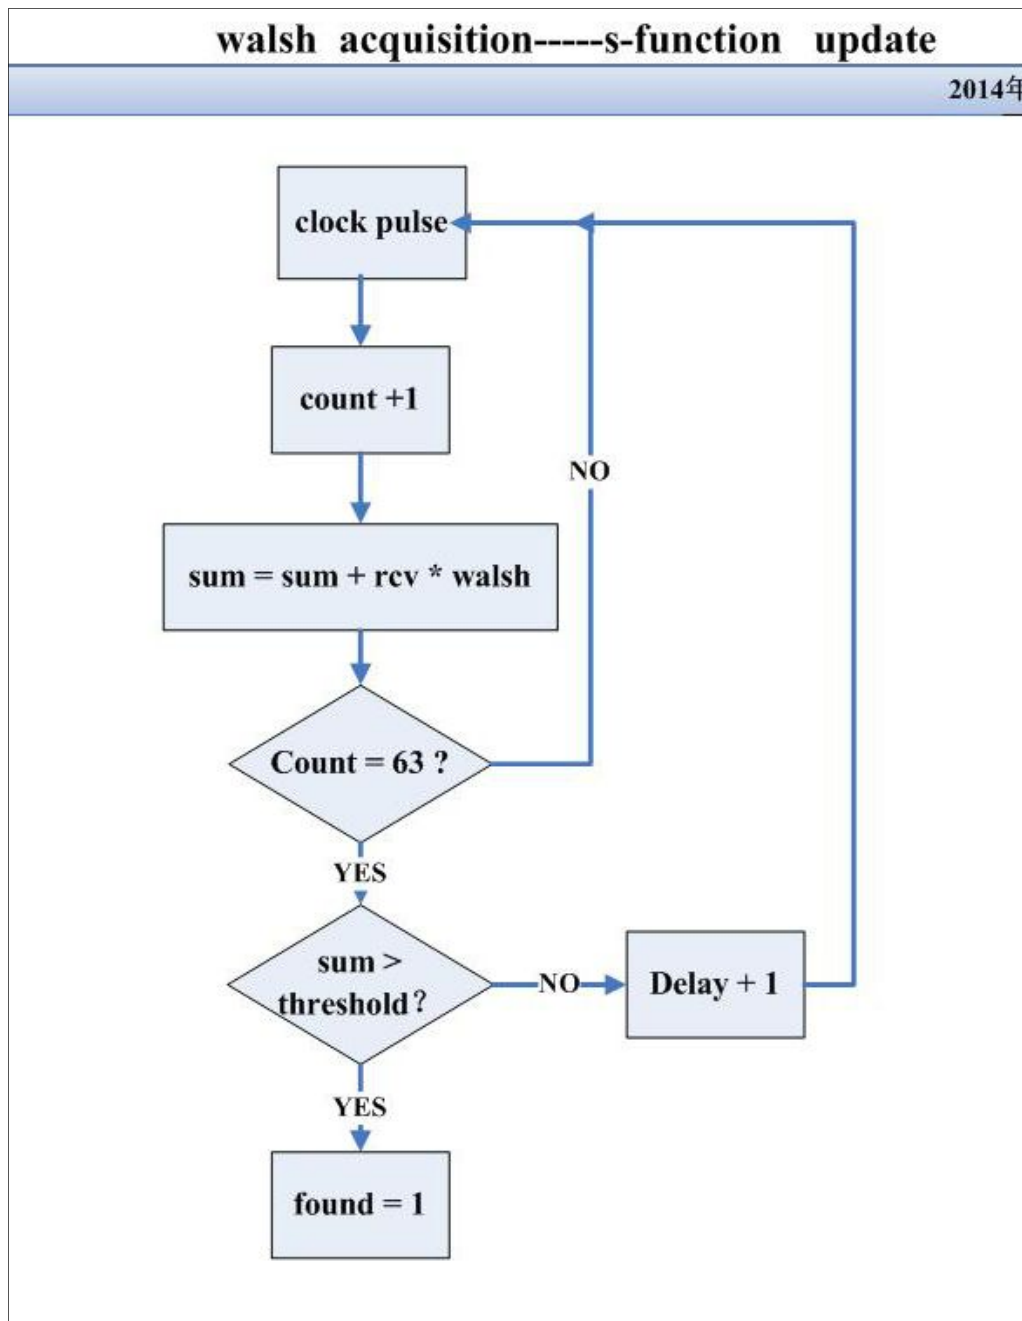 walsh acquisition-----s-function update
2014年
clock pulse
count +1
NO
sum = sum + rcv * walsh
Count = 63 ?
YES
sum >
threshold?
NO
Delay + 1
YES
found = 1